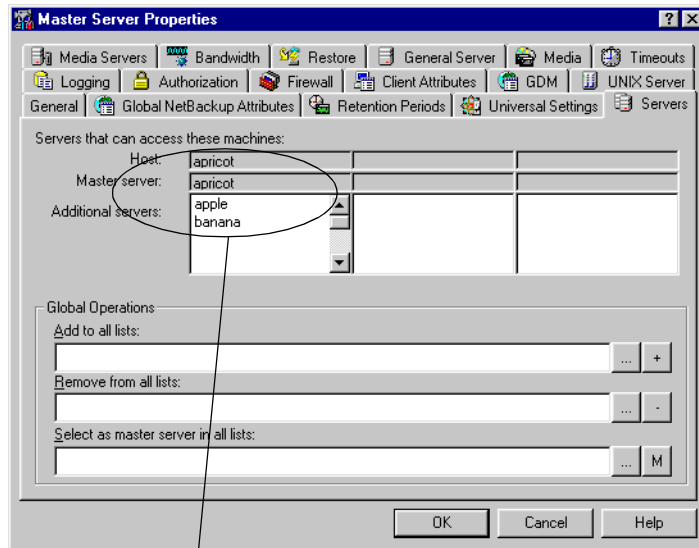 Master Server Properties
Media Servers Bandwidth Restore General Server Media Timeouts
Logging Authorization Firewall Client Attributes GDM UNIX Server
General Global NetBackup Attributes Retention Periods Universal Settings Servers
Servers that can access these machines:
Host: apricot
Master server: apricot
Additional servers: apple
banana
Global Operations
Add to all lists:
... +
Remove from all lists:
... -
Select as master server in all lists:
... M
OK Cancel Help